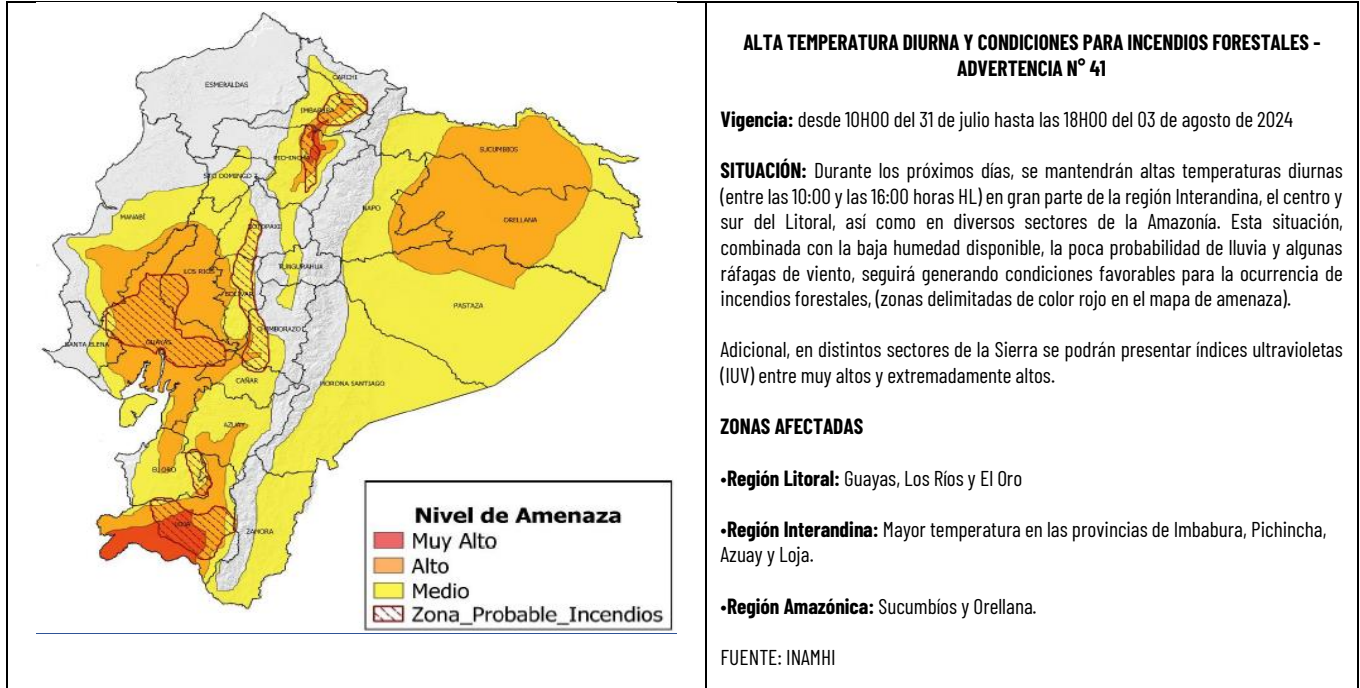 ESMERALDAS
CARCHI
IMBABURA
PICHINCHA
SUCUMBIOS
STO DOMINGO
NAPO
ORELLANA
MANABÍ
COTOPAXI
TUNGURAHUA
LOS RIOS
BOLIVAR
PASTAZA
CHIMBORAZO
SANTA ELENA
GUAYAS
CAÑAR
MORONA SANTIAGO
AZUAY
EL ORO
LOJA
ZAMORA
Nivel de Amenaza
Muy Alto
Alto
Medio
Zona_Probable_Incendios
ALTA TEMPERATURA DIURNA Y CONDICIONES PARA INCENDIOS FORESTALES -
ADVERTENCIA N° 41
Vigencia: desde 10H00 del 31 de julio hasta las 18H00 del 03 de agosto de 2024
SITUACIÓN: Durante los próximos días, se mantendrán altas temperaturas diurnas
(entre las 10:00 y las 16:00 horas HL) en gran parte de la región Interandina, el centro y
sur del Litoral, así como en diversos sectores de la Amazonía. Esta situación,
combinada con la baja humedad disponible, la poca probabilidad de lluvia y algunas
ráfagas de viento, seguirá generando condiciones favorables para la ocurrencia de
incendios forestales, (zonas delimitadas de color rojo en el mapa de amenaza).
Adicional, en distintos sectores de la Sierra se podrán presentar índices ultravioletas
(IUV) entre muy altos y extremadamente altos.
ZONAS AFECTADAS
•Región Litoral: Guayas, Los Ríos y El Oro
•Región Interandina: Mayor temperatura en las provincias de Imbabura, Pichincha,
Azuay y Loja.
•Región Amazónica: Sucumbíos y Orellana.
FUENTE: INAMHI